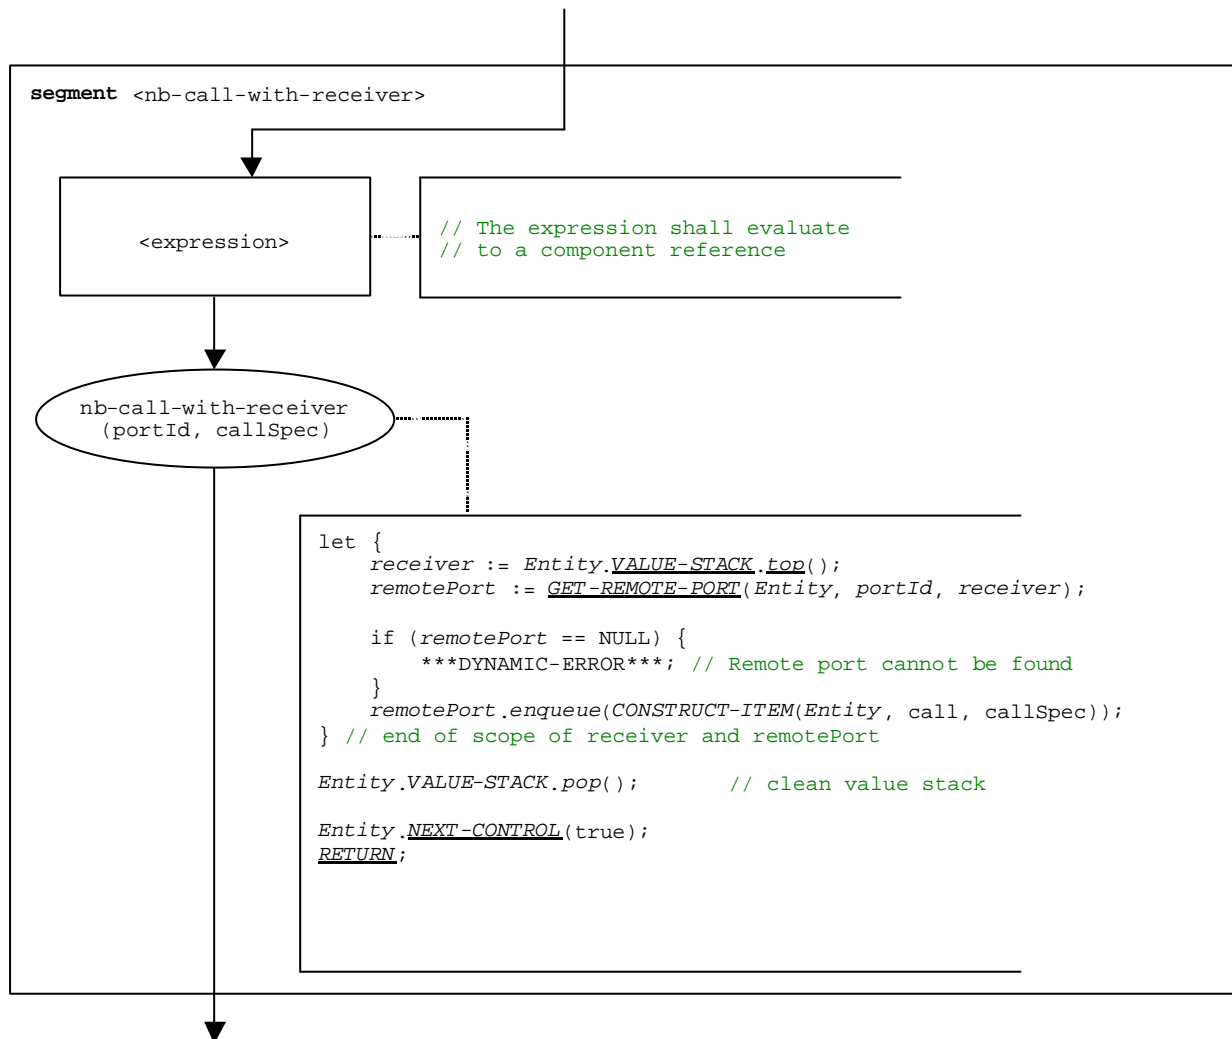 segment <nb-call-with-receiver>
<expression>
// The expression shall evaluate
// to a component reference
nb-call-with-receiver
(portId, callSpec)
let {
receiver := Entity.VALUE-STACK.top();
remotePort := GET-REMOTE-PORT(Entity, portId, receiver);
if (remotePort == NULL) {
***DYNAMIC-ERROR***; // Remote port cannot be found
}
remotePort.enqueue(CONSTRUCT-ITEM(Entity, call, callSpec));
} // end of scope of receiver and remotePort
Entity.VALUE-STACK.pop(); // clean value stack
Entity.NEXT-CONTROL(true);
RETURN;